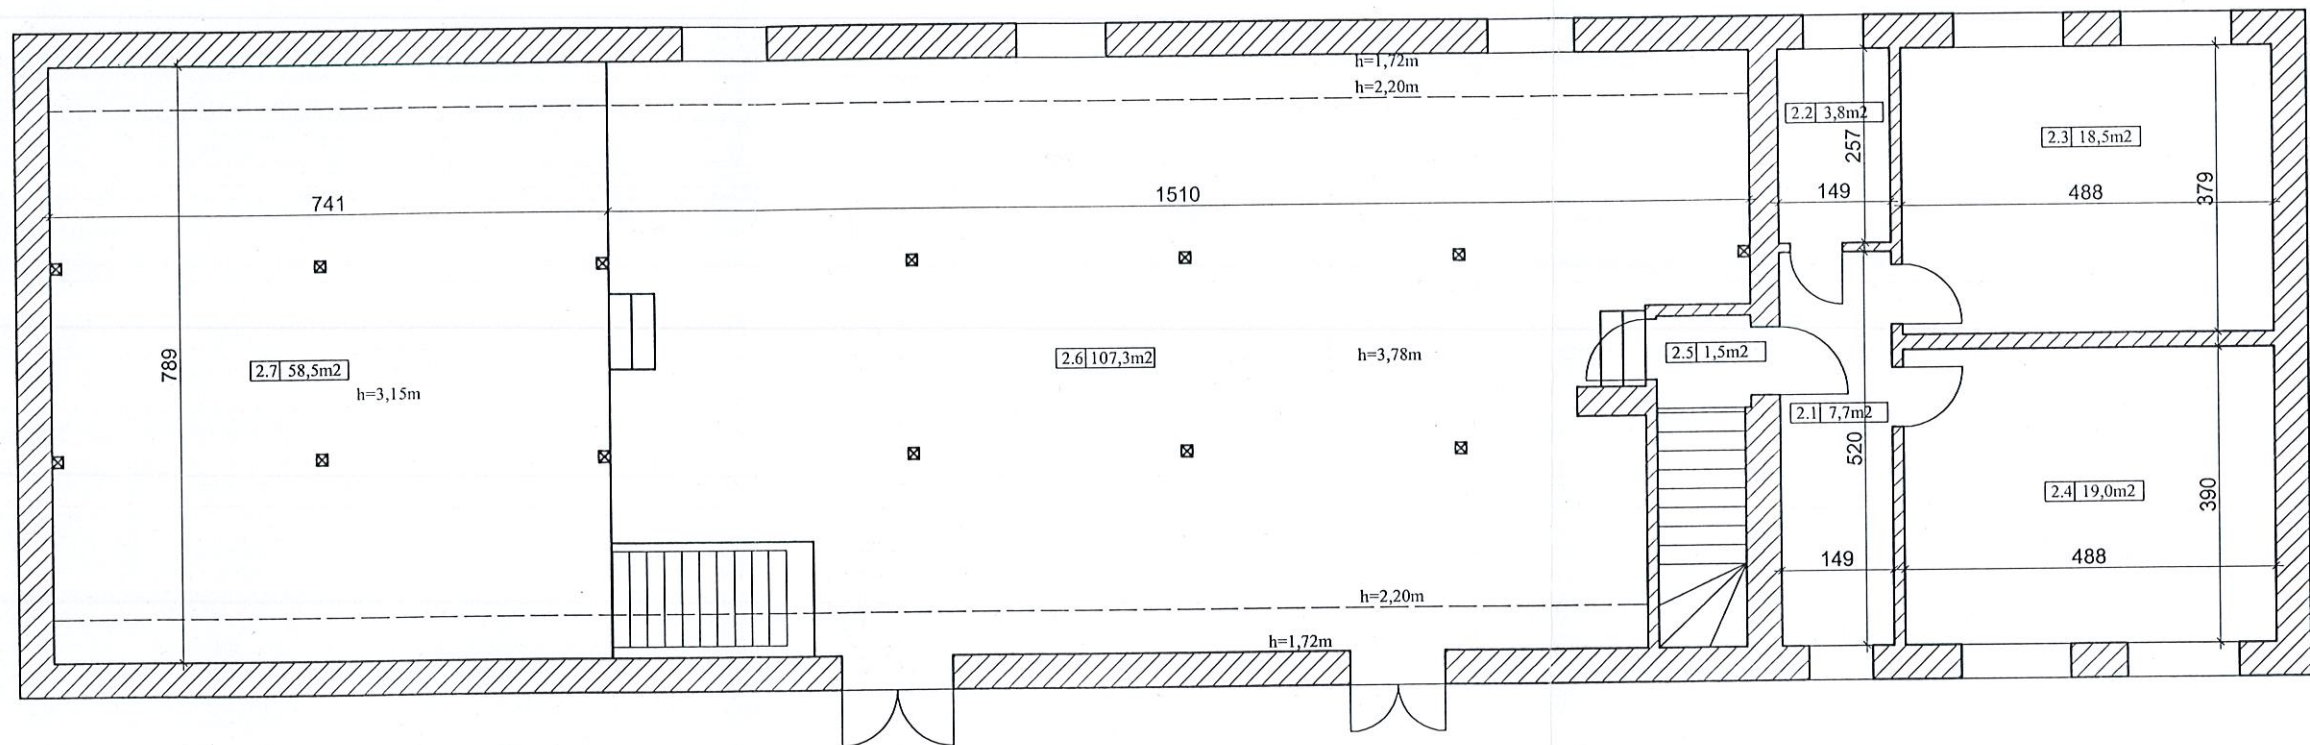 h=1,72m
h=2,20m
2.2 3,8m2
257
2.3 18,5m2
379
741
1510
149
488
789
2.7 58,5m2
h=3,15m
2.6 107,3m2
h=3,78m
2.5 1,5m2
2.1 7,7m2
520
2.4 19,0m2
390
149
488
h=2,20m
h=1,72m